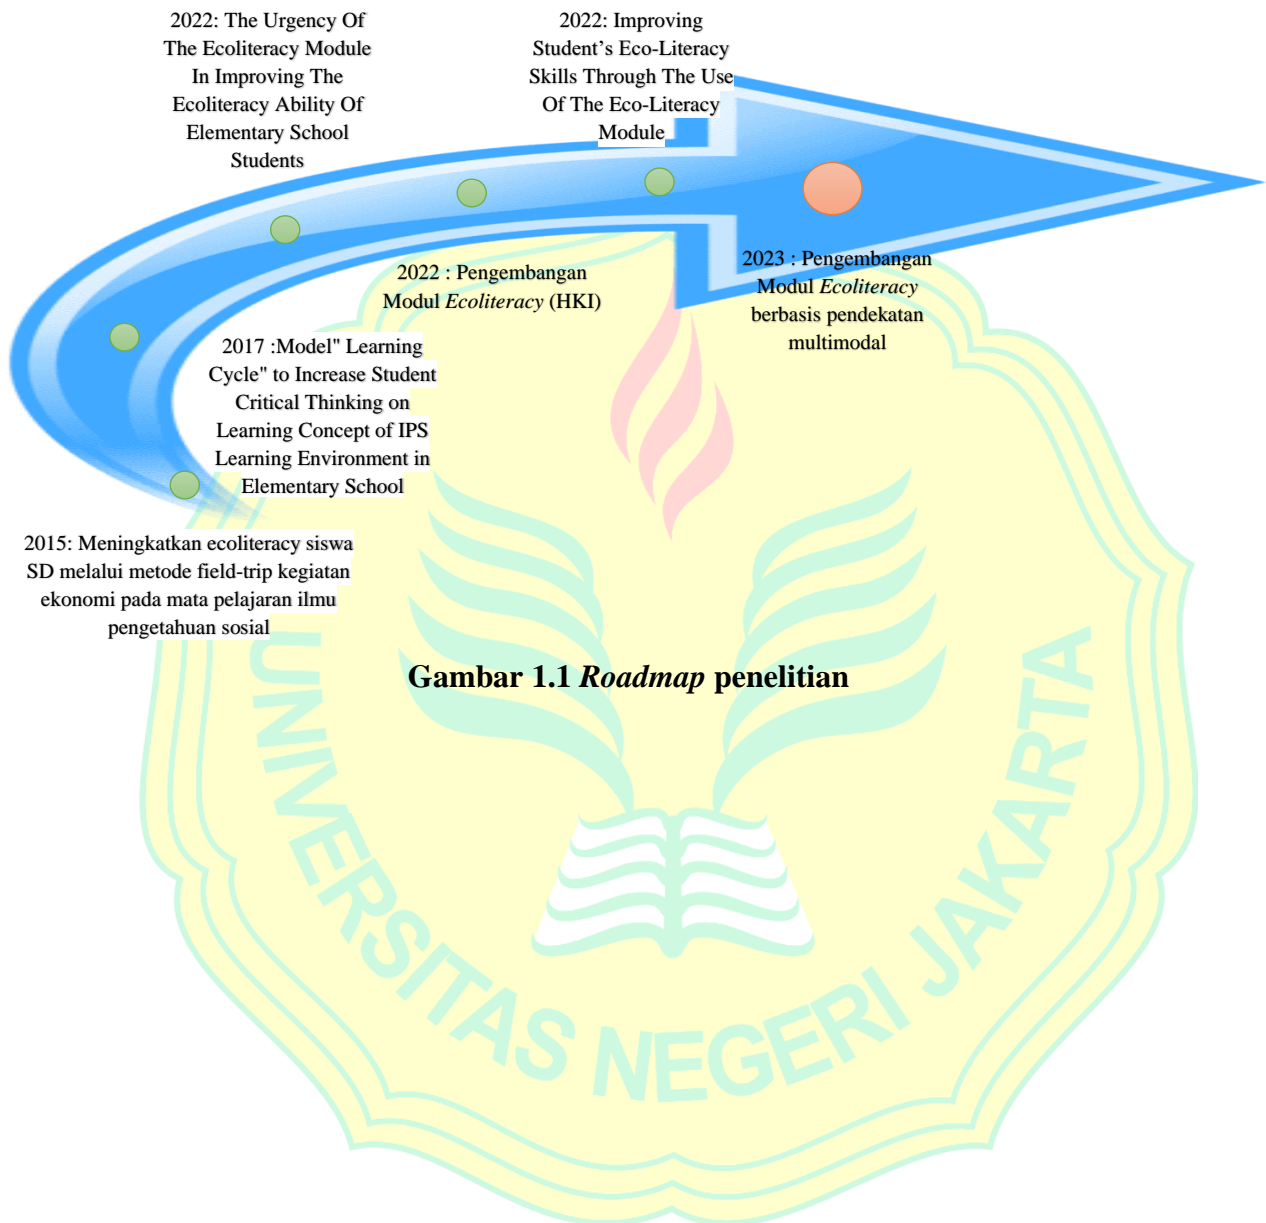 2022: The Urgency Of
The Ecoliteracy Module
In Improving The
Ecoliteracy Ability Of
Elementary School
Students
2022: Improving
Student’s Eco-Literacy
Skills Through The Use
Of The Eco-Literacy
Module
2022 : Pengembangan
Modul Ecoliteracy (HKI)
2023 : Pengembangan
Modul Ecoliteracy
berbasis pendekatan
multimodal
2017 :Model" Learning
Cycle" to Increase Student
Critical Thinking on
Learning Concept of IPS
Learning Environment in
Elementary School
2015: Meningkatkan ecoliteracy siswa
SD melalui metode field-trip kegiatan
ekonomi pada mata pelajaran ilmu
pengetahuan sosial
Gambar 1.1 Roadmap penelitian
UNIVERSITAS NEGERI JAKARTA